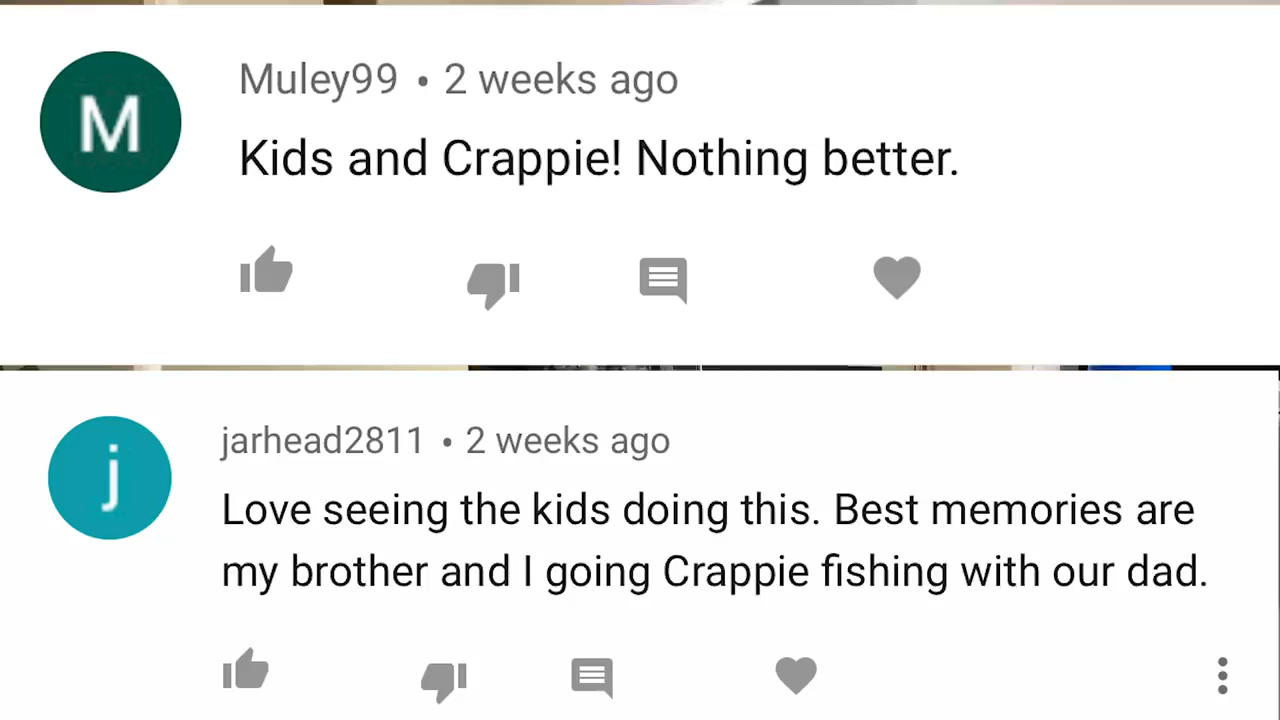 M
Muley99 • 2 weeks ago
Kids and Crappie! Nothing better.
j
jarhead2811 • 2 weeks ago
Love seeing the kids doing this. Best memories are
my brother and I going Crappie fishing with our dad.